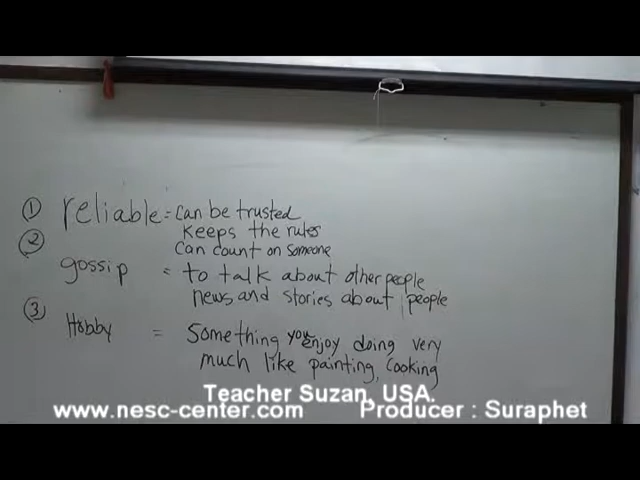 ① reliable = can be trusted
keeps the rules
② can count on someone
gossip = to talk about other people
news and stories about people
③ Hobby = Something you enjoy doing very
much like painting, cooking
Teacher Suzan, USA.
www.nesc-center.com Producer : Suraphet